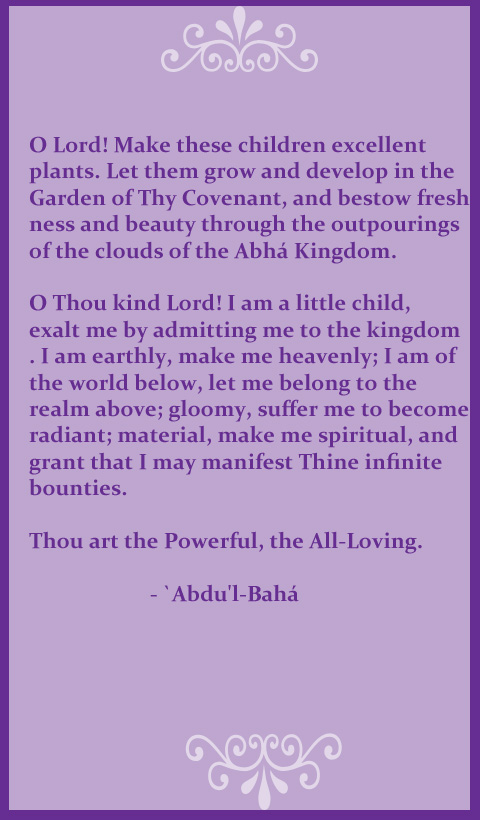 O Lord! Make these children excellent
plants. Let them grow and develop in the
Garden of Thy Covenant, and bestow fresh
ness and beauty through the outpourings
of the clouds of the Abhá Kingdom.
O Thou kind Lord! I am a little child,
exalt me by admitting me to the kingdom
. I am earthly, make me heavenly; I am of
the world below, let me belong to the
realm above; gloomy, suffer me to become
radiant; material, make me spiritual, and
grant that I may manifest Thine infinite
bounties.
Thou art the Powerful, the All-Loving.
- `Abdu'l-Bahá